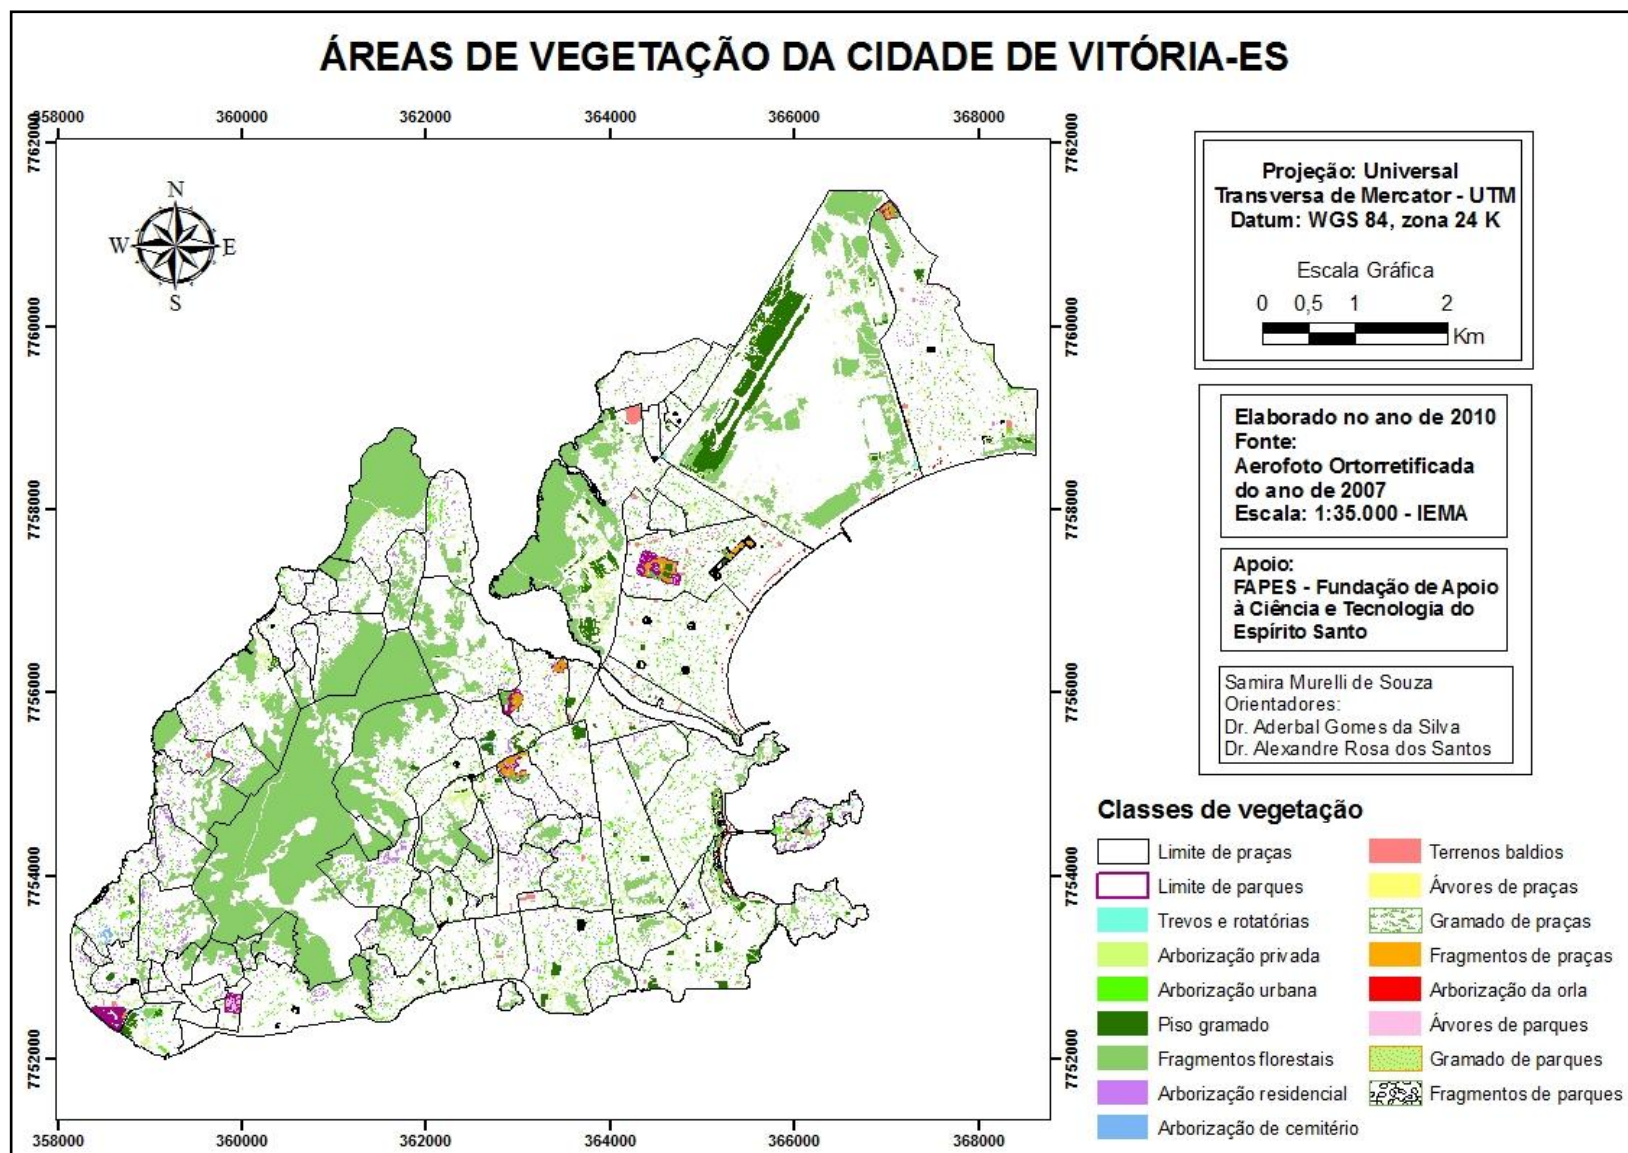 ÁREAS DE VEGETAÇÃO DA CIDADE DE VITÓRIA-ES
358000 360000 362000 364000 366000 368000
7762000 7762000
N
W E
S
7760000 7760000
7758000 7758000
7756000 7756000
7754000 7754000
7752000 7752000
358000 360000 362000 364000 366000 368000
Projeção: Universal
Transversa de Mercator - UTM
Datum: WGS 84, zona 24 K
Escala Gráfica
0 0,5 1 2
Km
Elaborado no ano de 2010
Fonte:
Aerofoto Ortorretificada
do ano de 2007
Escala: 1:35.000 - IEMA
Apoio:
FAPES - Fundação de Apoio
à Ciência e Tecnologia do
Espírito Santo
Samira Murelli de Souza
Orientadores:
Dr. Aderbal Gomes da Silva
Dr. Alexandre Rosa dos Santos
Classes de vegetação
Limite de praças
Limite de parques
Trevos e rotatórias
Arborização privada
Arborização urbana
Piso gramado
Fragmentos florestais
Arborização residencial
Arborização de cemitério
Terrenos baldios
Árvores de praças
Gramado de praças
Fragmentos de praças
Arborização da orla
Árvores de parques
Gramado de parques
Fragmentos de parques